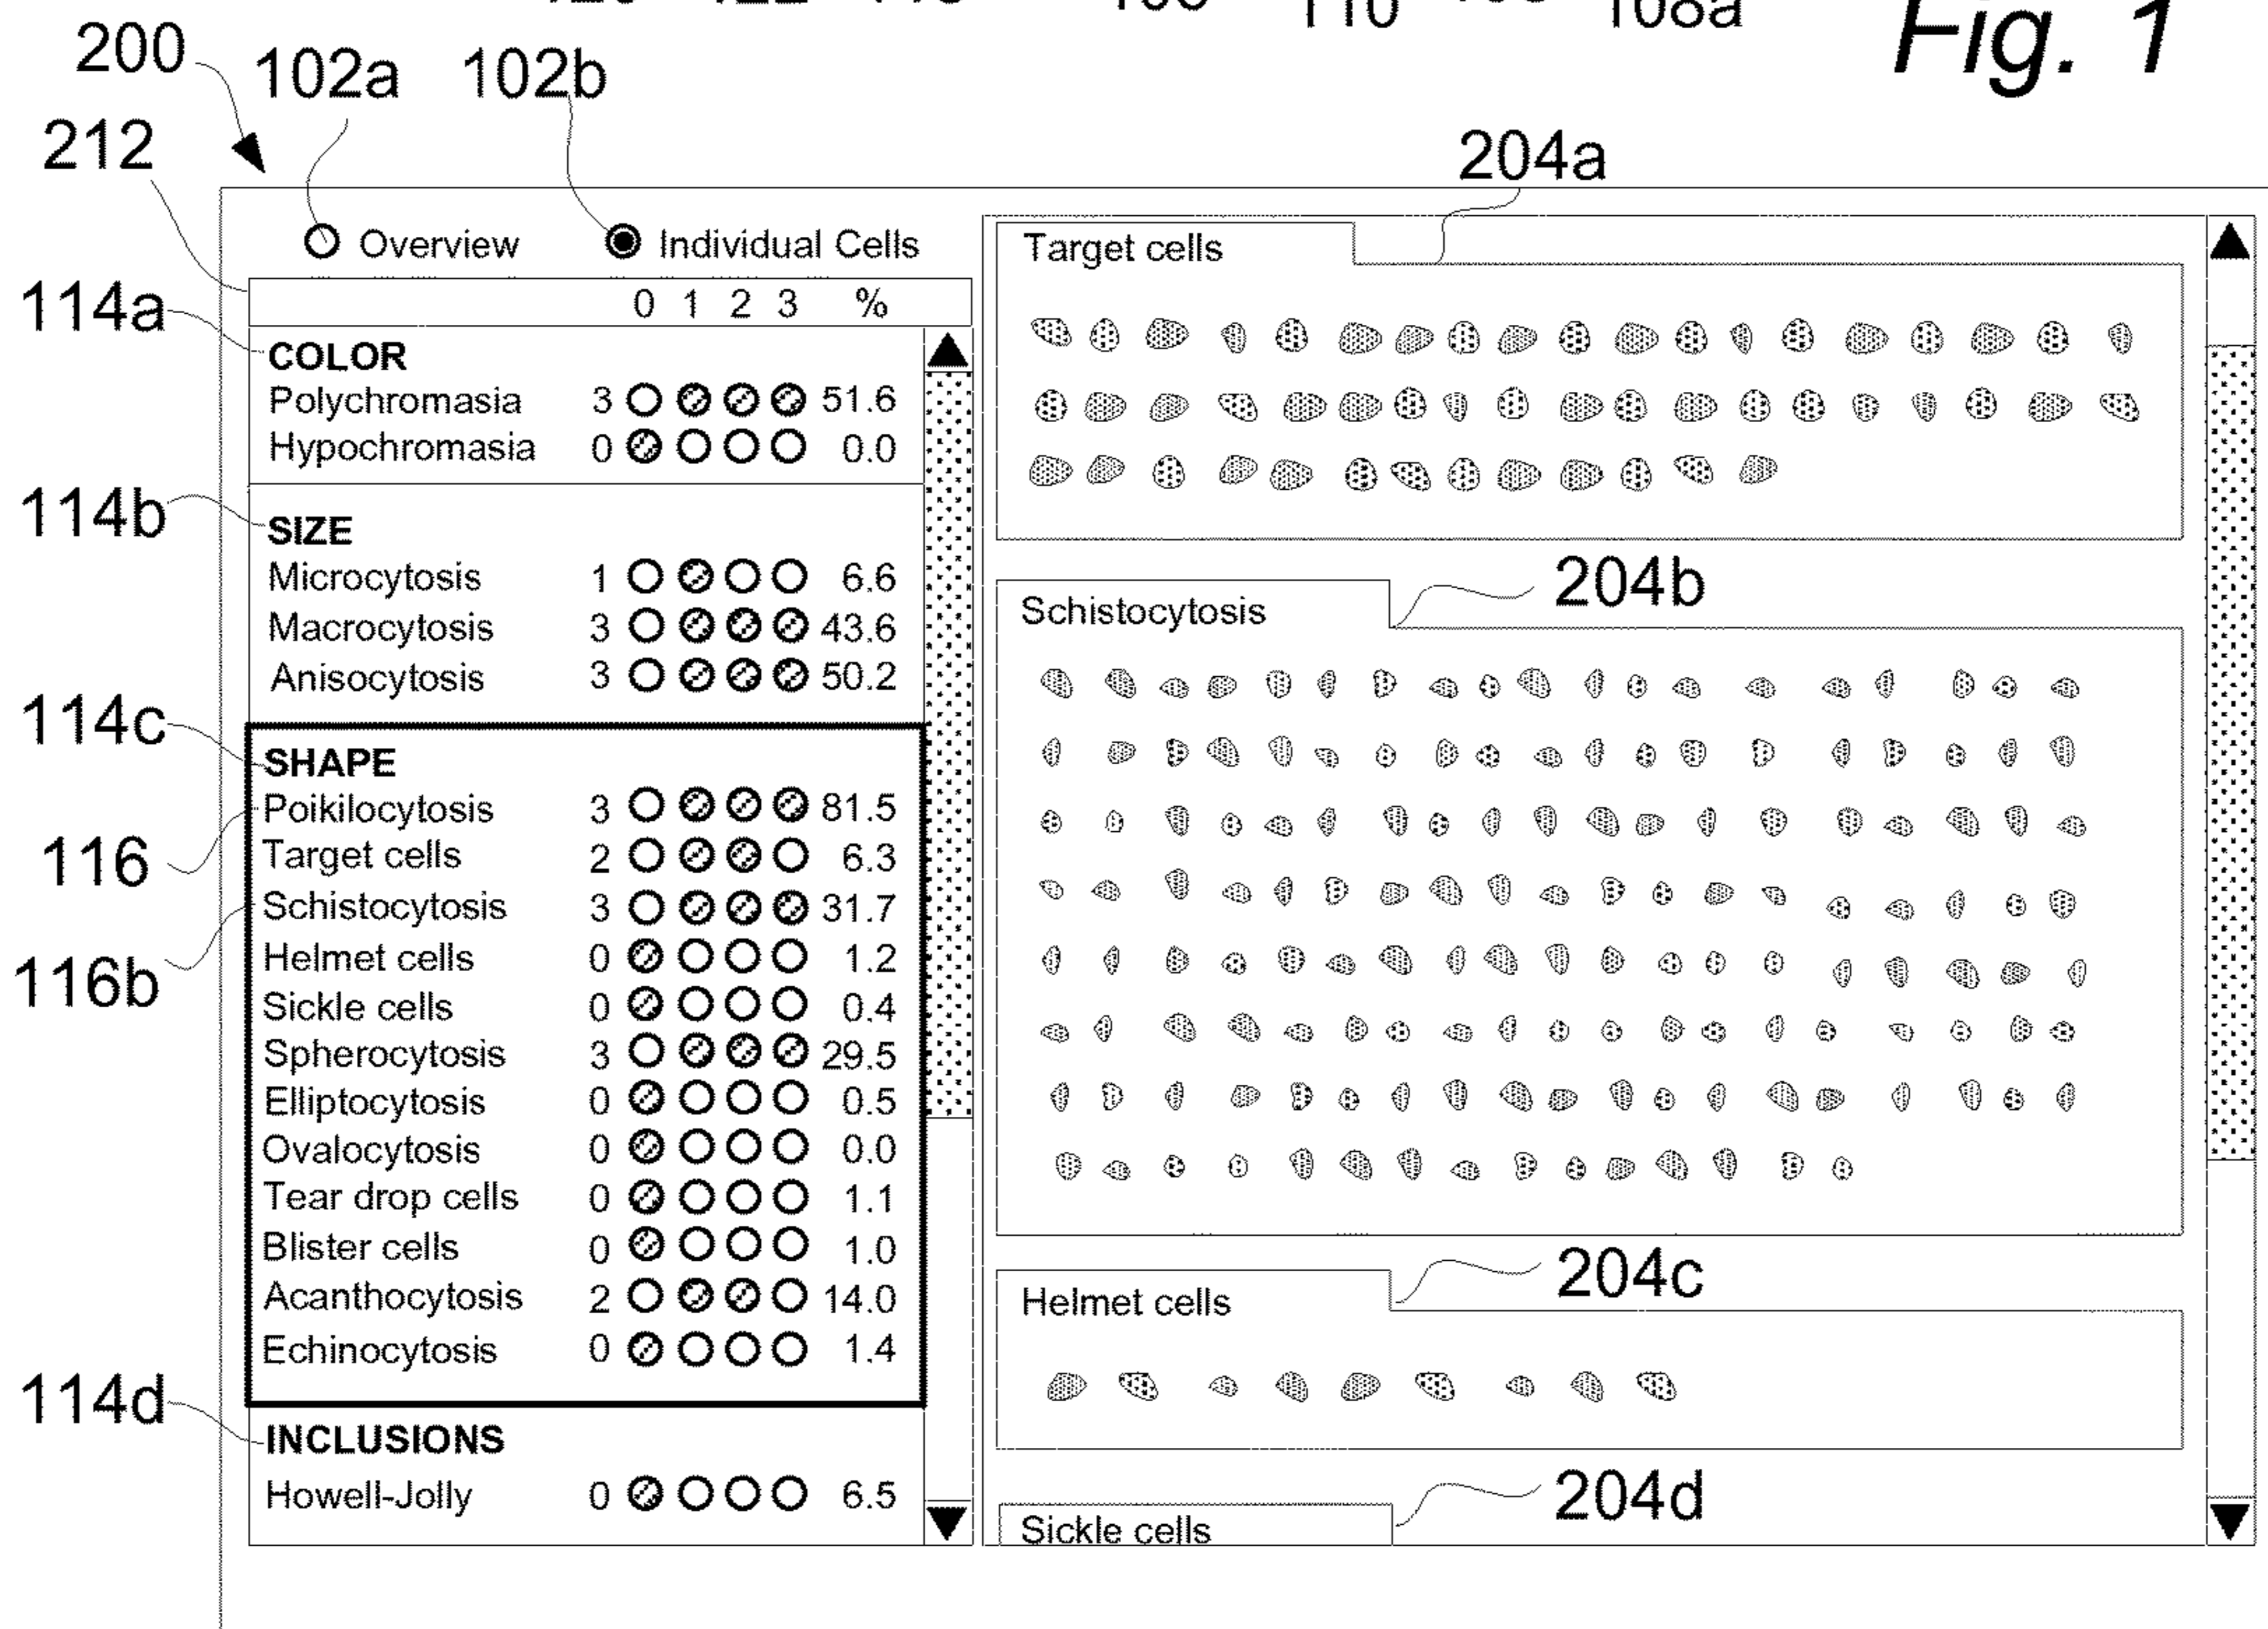 110
108a
Fig. 1
200
102a
102b
212
204a
Overview
Individual Cells
0 1 2 3 %
114a
COLOR
Polychromasia 3 51.6
Hypochromasia 0 0.0
114b
SIZE
Microcytosis 1 6.6
Macrocytosis 3 43.6
Anisocytosis 3 50.2
114c
SHAPE
Poikilocytosis 3 81.5
116
Target cells 2 6.3
Schistocytosis 3 31.7
116b
Helmet cells 0 1.2
Sickle cells 0 0.4
Spherocytosis 3 29.5
Elliptocytosis 0 0.5
Ovalocytosis 0 0.0
Tear drop cells 0 1.1
Blister cells 0 1.0
Acanthocytosis 2 14.0
Echinocytosis 0 1.4
114d
INCLUSIONS
Howell-Jolly 0 6.5
Target cells
204b
Schistocytosis
204c
Helmet cells
204d
Sickle cells